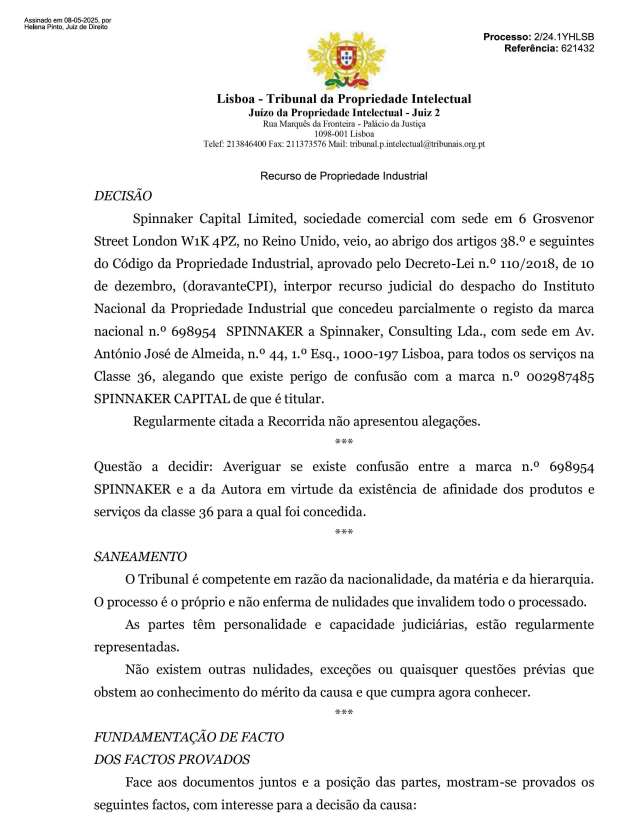 Assinado em 08-05-2025, por
Helena Pinto, Juiz de Direito
Processo: 2/24.1YHLSB
Referência: 621432
Lisboa - Tribunal da Propriedade Intelectual
Juízo da Propriedade Intelectual - Juiz 2
Rua Marquês da Fronteira - Palácio da Justiça
1098-001 Lisboa
Telef: 213846400 Fax: 211373576 Mail: tribunal.p.intelectual@tribunais.org.pt
Recurso de Propriedade Industrial
DECISÃO
Spinnaker Capital Limited, sociedade comercial com sede em 6 Grosvenor
Street London W1K 4PZ, no Reino Unido, veio, ao abrigo dos artigos 38.º e seguintes
do Código da Propriedade Industrial, aprovado pelo Decreto-Lei n.º 110/2018, de 10
de dezembro, (doravanteCPI), interpor recurso judicial do despacho do Instituto
Nacional da Propriedade Industrial que concedeu parcialmente o registo da marca
nacional n.º 698954 SPINNAKER a Spinnaker, Consulting Lda., com sede em Av.
António José de Almeida, n.º 44, 1.º Esq., 1000-197 Lisboa, para todos os serviços na
Classe 36, alegando que existe perigo de confusão com a marca n.º 002987485
SPINNAKER CAPITAL de que é titular.
Regularmente citada a Recorrida não apresentou alegações.
***
Questão a decidir: Averiguar se existe confusão entre a marca n.º 698954
SPINNAKER e a da Autora em virtude da existência de afinidade dos produtos e
serviços da classe 36 para a qual foi concedida.
***
SANEAMENTO
O Tribunal é competente em razão da nacionalidade, da matéria e da hierarquia.
O processo é o próprio e não enferma de nulidades que invalidem todo o processado.
As partes têm personalidade e capacidade judiciárias, estão regularmente
representadas.
Não existem outras nulidades, exceções ou quaisquer questões prévias que
obstem ao conhecimento do mérito da causa e que cumpra agora conhecer.
***
FUNDAMENTAÇÃO DE FACTO
DOS FACTOS PROVADOS
Face aos documentos juntos e a posição das partes, mostram-se provados os
seguintes factos, com interesse para a decisão da causa: